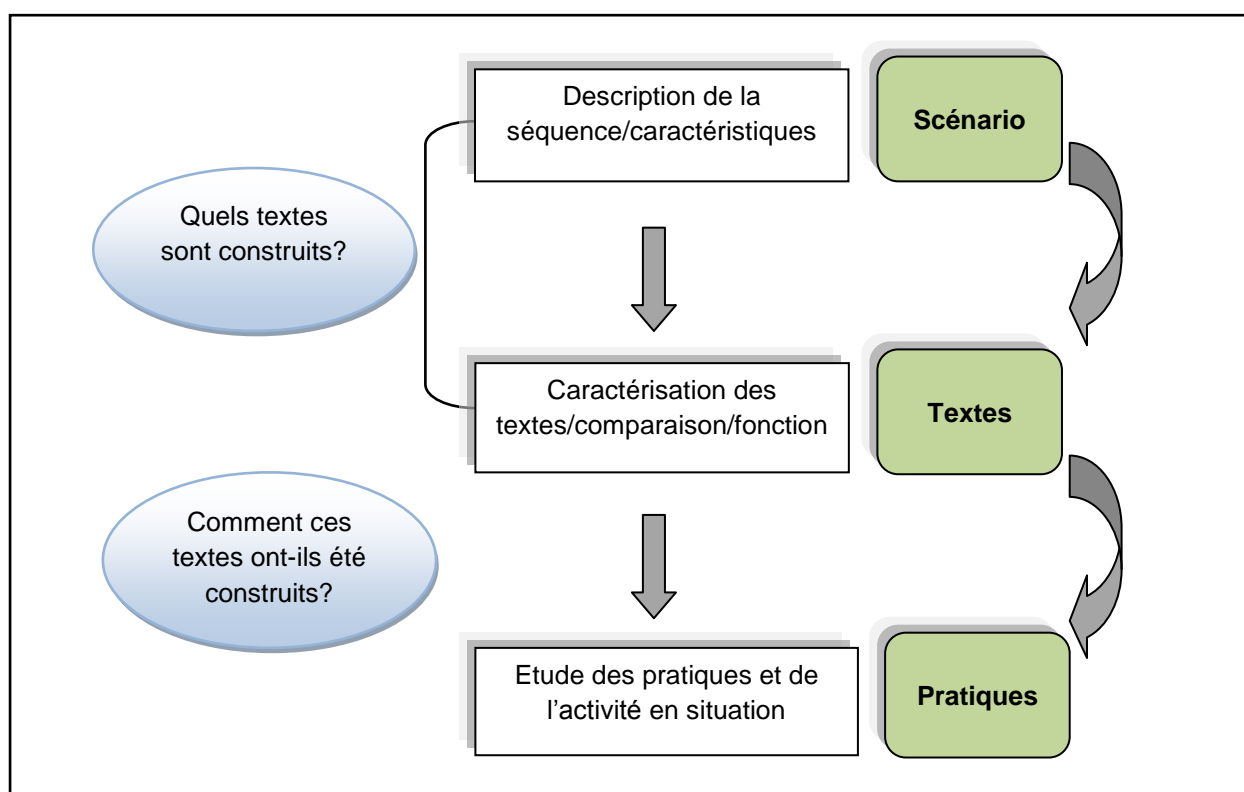 Description de la
séquence/caractéristiques
Scénario
Quels textes
sont construits?
Caractérisation des
textes/comparaison/fonction
Textes
Comment ces
textes ont-ils été
construits?
Etude des pratiques et de
l'activité en situation
Pratiques